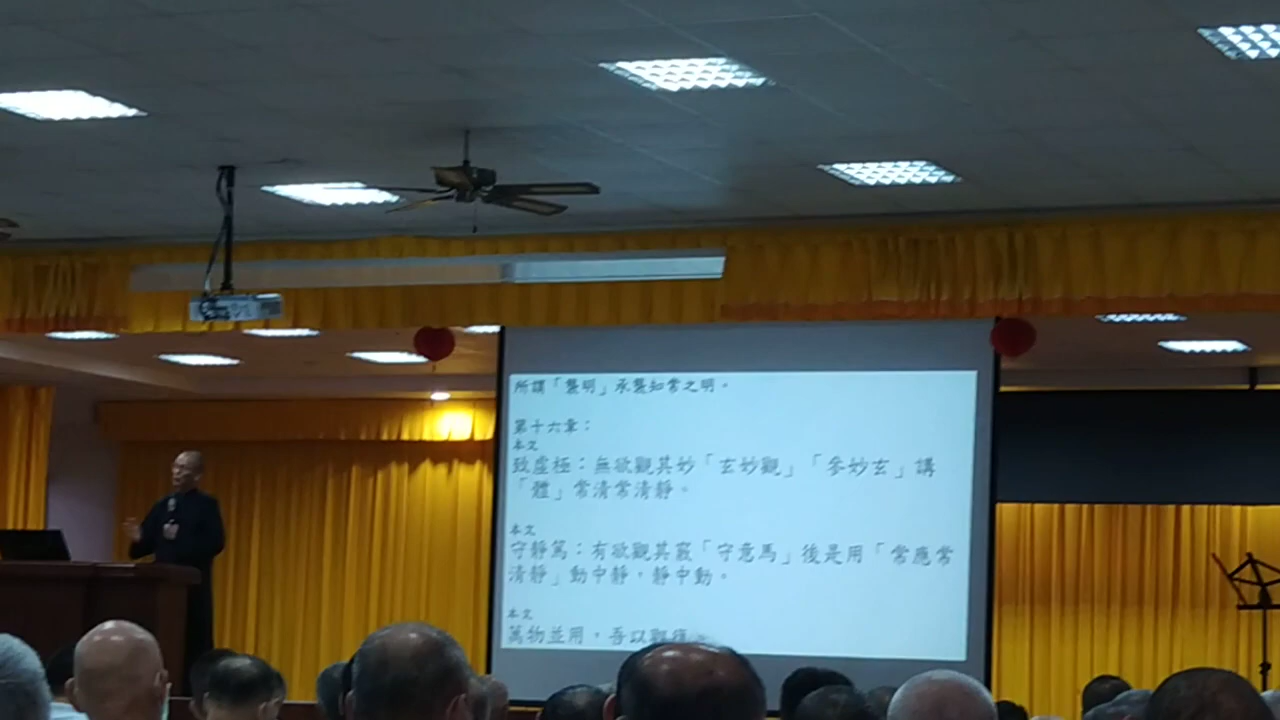 所謂「襲明」承襲知常之明。
第十六章：
本文
致虛極：無欲觀其妙「玄妙觀」「參妙玄」講
「體」常清常清靜。
本文
守靜篤：有欲觀其竅「守意馬」後是用「常應常
清靜」動中靜，靜中動。
本文
萬物並用，吾以觀復。